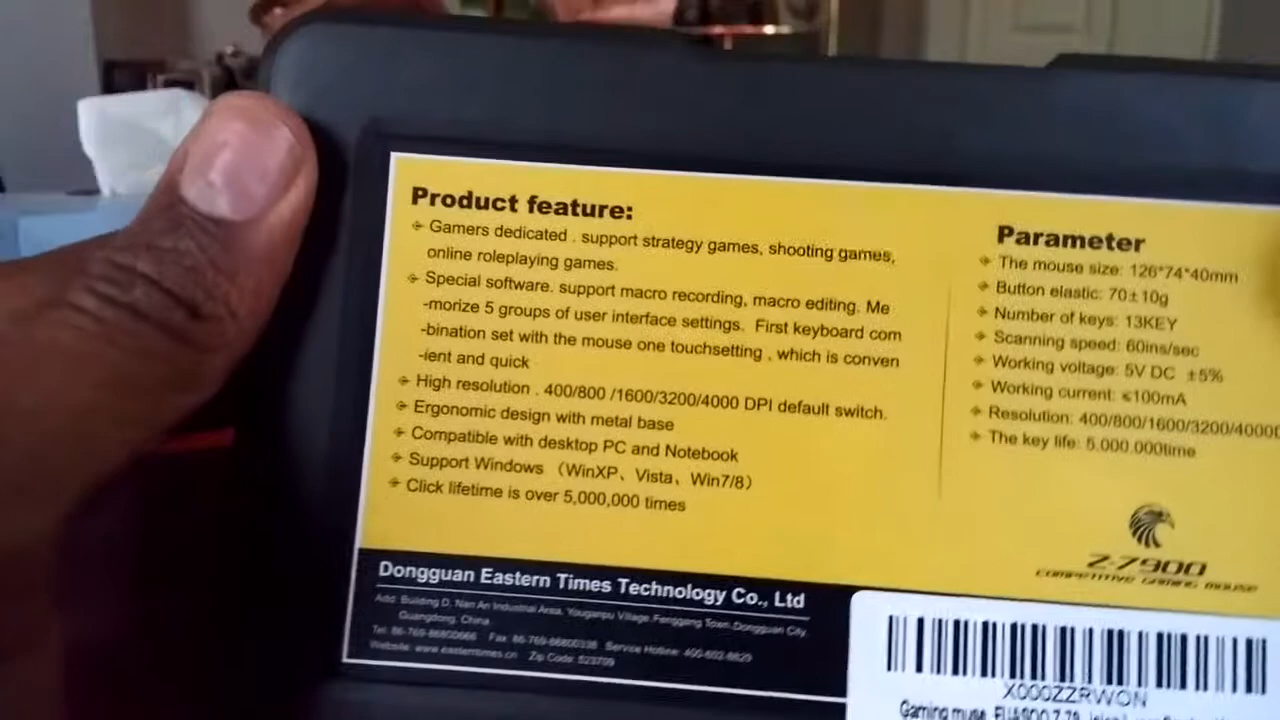 Product feature:
Gamers dedicated . support strategy games, shooting games,
online roleplaying games.
Special software. support macro recording, macro editing. Me
-morize 5 groups of user interface settings. First keyboard com
-bination set with the mouse one touchsetting , which is conven
-ient and quick
High resolution . 400/800 /1600/3200/4000 DPI default switch.
Ergonomic design with metal base
Compatible with desktop PC and Notebook
Support Windows （WinXP、Vista、Win7/8）
Click lifetime is over 5,000,000 times
Parameter
The mouse size: 126*74*40mm
Button elastic: 70±10g
Number of keys: 13KEY
Scanning speed: 60ins/sec
Working voltage: 5V DC ±5%
Working current: ≤100mA
Resolution: 400/800/1600/3200/4000D
The key life: 5.000.000time
Z-7900
COMPETITIVE GAMING MOUSE
Dongguan Eastern Times Technology Co., Ltd
Add: Building D, Nan An Industrial Area, Youganpu Village, Fenggang Town, Dongguan City,
Guangdong, China
Tel: 86-769-86800666 Fax: 86-769-86800338 Service Hotline: 400-602-8829
Website: www.easterntimes.cn Zip Code: 523709
X000ZZRWON
Gaming